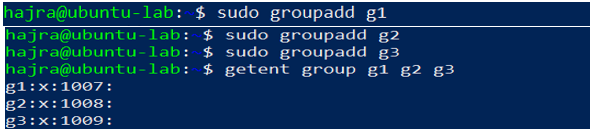 hajra@ubuntu-lab: $ sudo groupadd g1
hajra@ubuntu-lab: $ sudo groupadd g2
hajra@ubuntu-lab: $ sudo groupadd g3
hajra@ubuntu-lab: $ getent group g1 g2 g3
g1:x:1007:
g2:x:1008:
g3:x:1009: